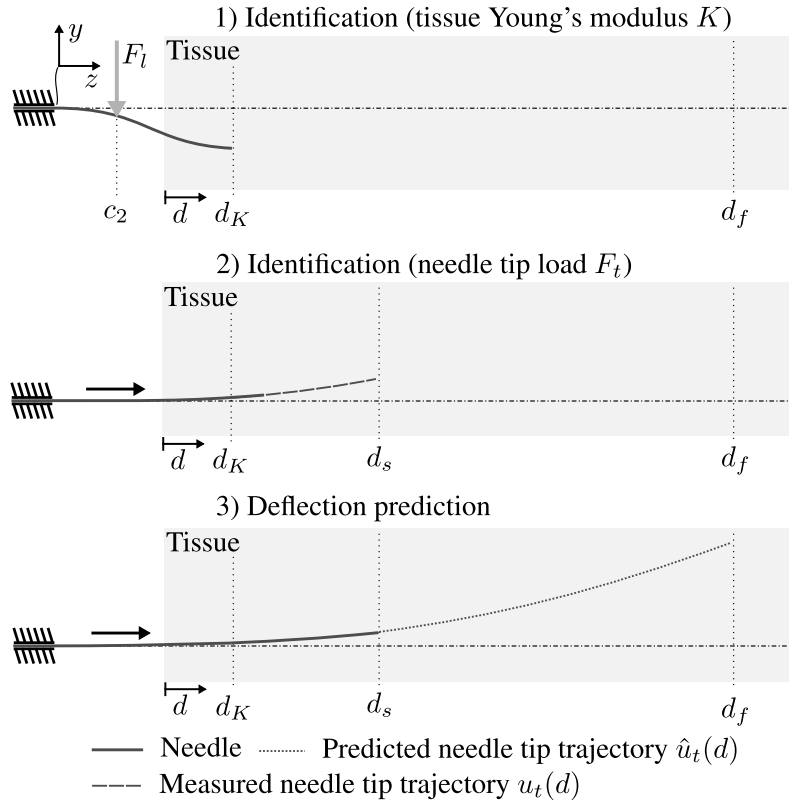 1) Identification (tissue Young's modulus K)
y
F_l
Tissue
z
c_2
d
d_K
d_f
2) Identification (needle tip load F_t)
Tissue
d
d_K
d_s
d_f
3) Deflection prediction
Tissue
d
d_K
d_s
d_f
Needle
Predicted needle tip trajectory û_t(d)
Measured needle tip trajectory u_t(d)